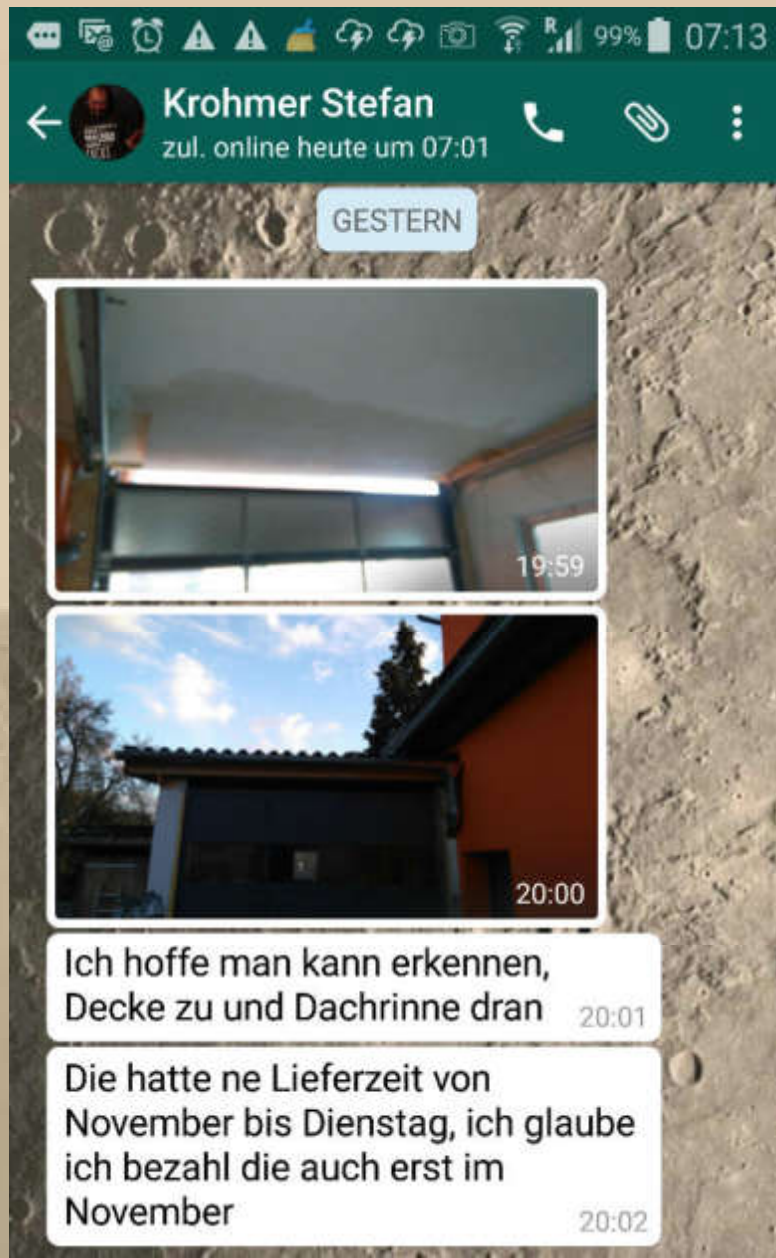 R 99% 07:13
Krohmer Stefan
zul. online heute um 07:01
GESTERN
19:59
20:00
Ich hoffe man kann erkennen,
Decke zu und Dachrinne dran 20:01
Die hatte ne Lieferzeit von
November bis Dienstag, ich glaube
ich bezahl die auch erst im
November 20:02